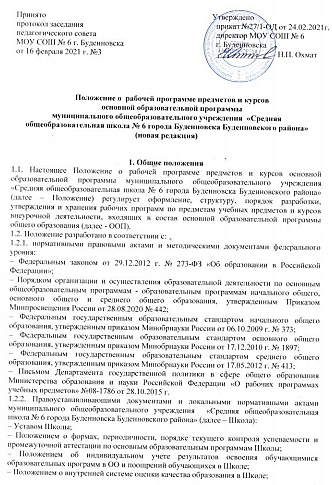 Принято
протокол заседания
педагогического совета
МОУ СОШ № 6 г. Буденновска
от 16 февраля 2021 г. №3
Утверждено
приказ №27/1-ОД от 24.02.2021г.
директор МОУ СОШ № 6
г. Буденновска
Н.П. Охмат
Положение о рабочей программе предметов и курсов
основной образовательной программы
муниципального общеобразовательного учреждения «Средняя
общеобразовательная школа № 6 города Буденновска Буденновского района»
(новая редакция)
1. Общие положения
1.1. Настоящее Положение о рабочей программе предметов и курсов основной
образовательной программы муниципального общеобразовательного учреждения
«Средняя общеобразовательная школа № 6 города Буденновска Буденновского района»
(далее – Положение) регулирует оформление, структуру, порядок разработки,
утверждения и хранения рабочих программ по предметам учебных предметов и курсов
внеурочной деятельности, входящих в состав основной образовательной программы
общего образования (далее - ООП).
1.2. Положение разработано в соответствии с:
1.2.1. нормативными правовыми актами и методическими документами федерального
уровня:
– Федеральным законом от 29.12.2012 г. № 273-ФЗ «Об образовании в Российской
Федерации»;
– Порядком организации и осуществления образовательной деятельности по основным
общеобразовательным программам - образовательным программам начального общего,
основного общего и среднего общего образования, утвержденным Приказом
Минпросвещения России от 28.08.2020 № 442;
– Федеральным государственным образовательным стандартом начального общего
образования, утвержденным приказом Минобрнауки России от 06.10.2009 г. № 373;
– Федеральным государственным образовательным стандартом основного общего
образования, утвержденным приказом Минобрнауки России от 17.12.2010 г. № 1897;
– Федеральным государственным образовательным стандартом среднего общего
образования, утвержденным приказом Минобрнауки России от 17.05.2012 г. № 413;
– Письмом Департамента государственной политики в сфере общего образования
Министерства образования и науки Российской Федерации «О рабочих программах
учебных предметов» №08-1786 от 28.10.2015 г.
1.2.2. Правоустанавливающими документами и локальными нормативными актами
муниципального общеобразовательного учреждения «Средняя общеобразовательная
школа № 6 города Буденновска Буденновского района» (далее – Школа):
– Уставом Школы;
– Положением о формах, периодичности, порядке текущего контроля успеваемости и
промежуточной аттестации по основным образовательным программам Школы;
– Положением об индивидуальном учете результатов освоения обучающимися
образовательных программ в ОО и поощрений обучающихся в Школе;
– Положением о внутренней системе оценки качества образования в Школе;